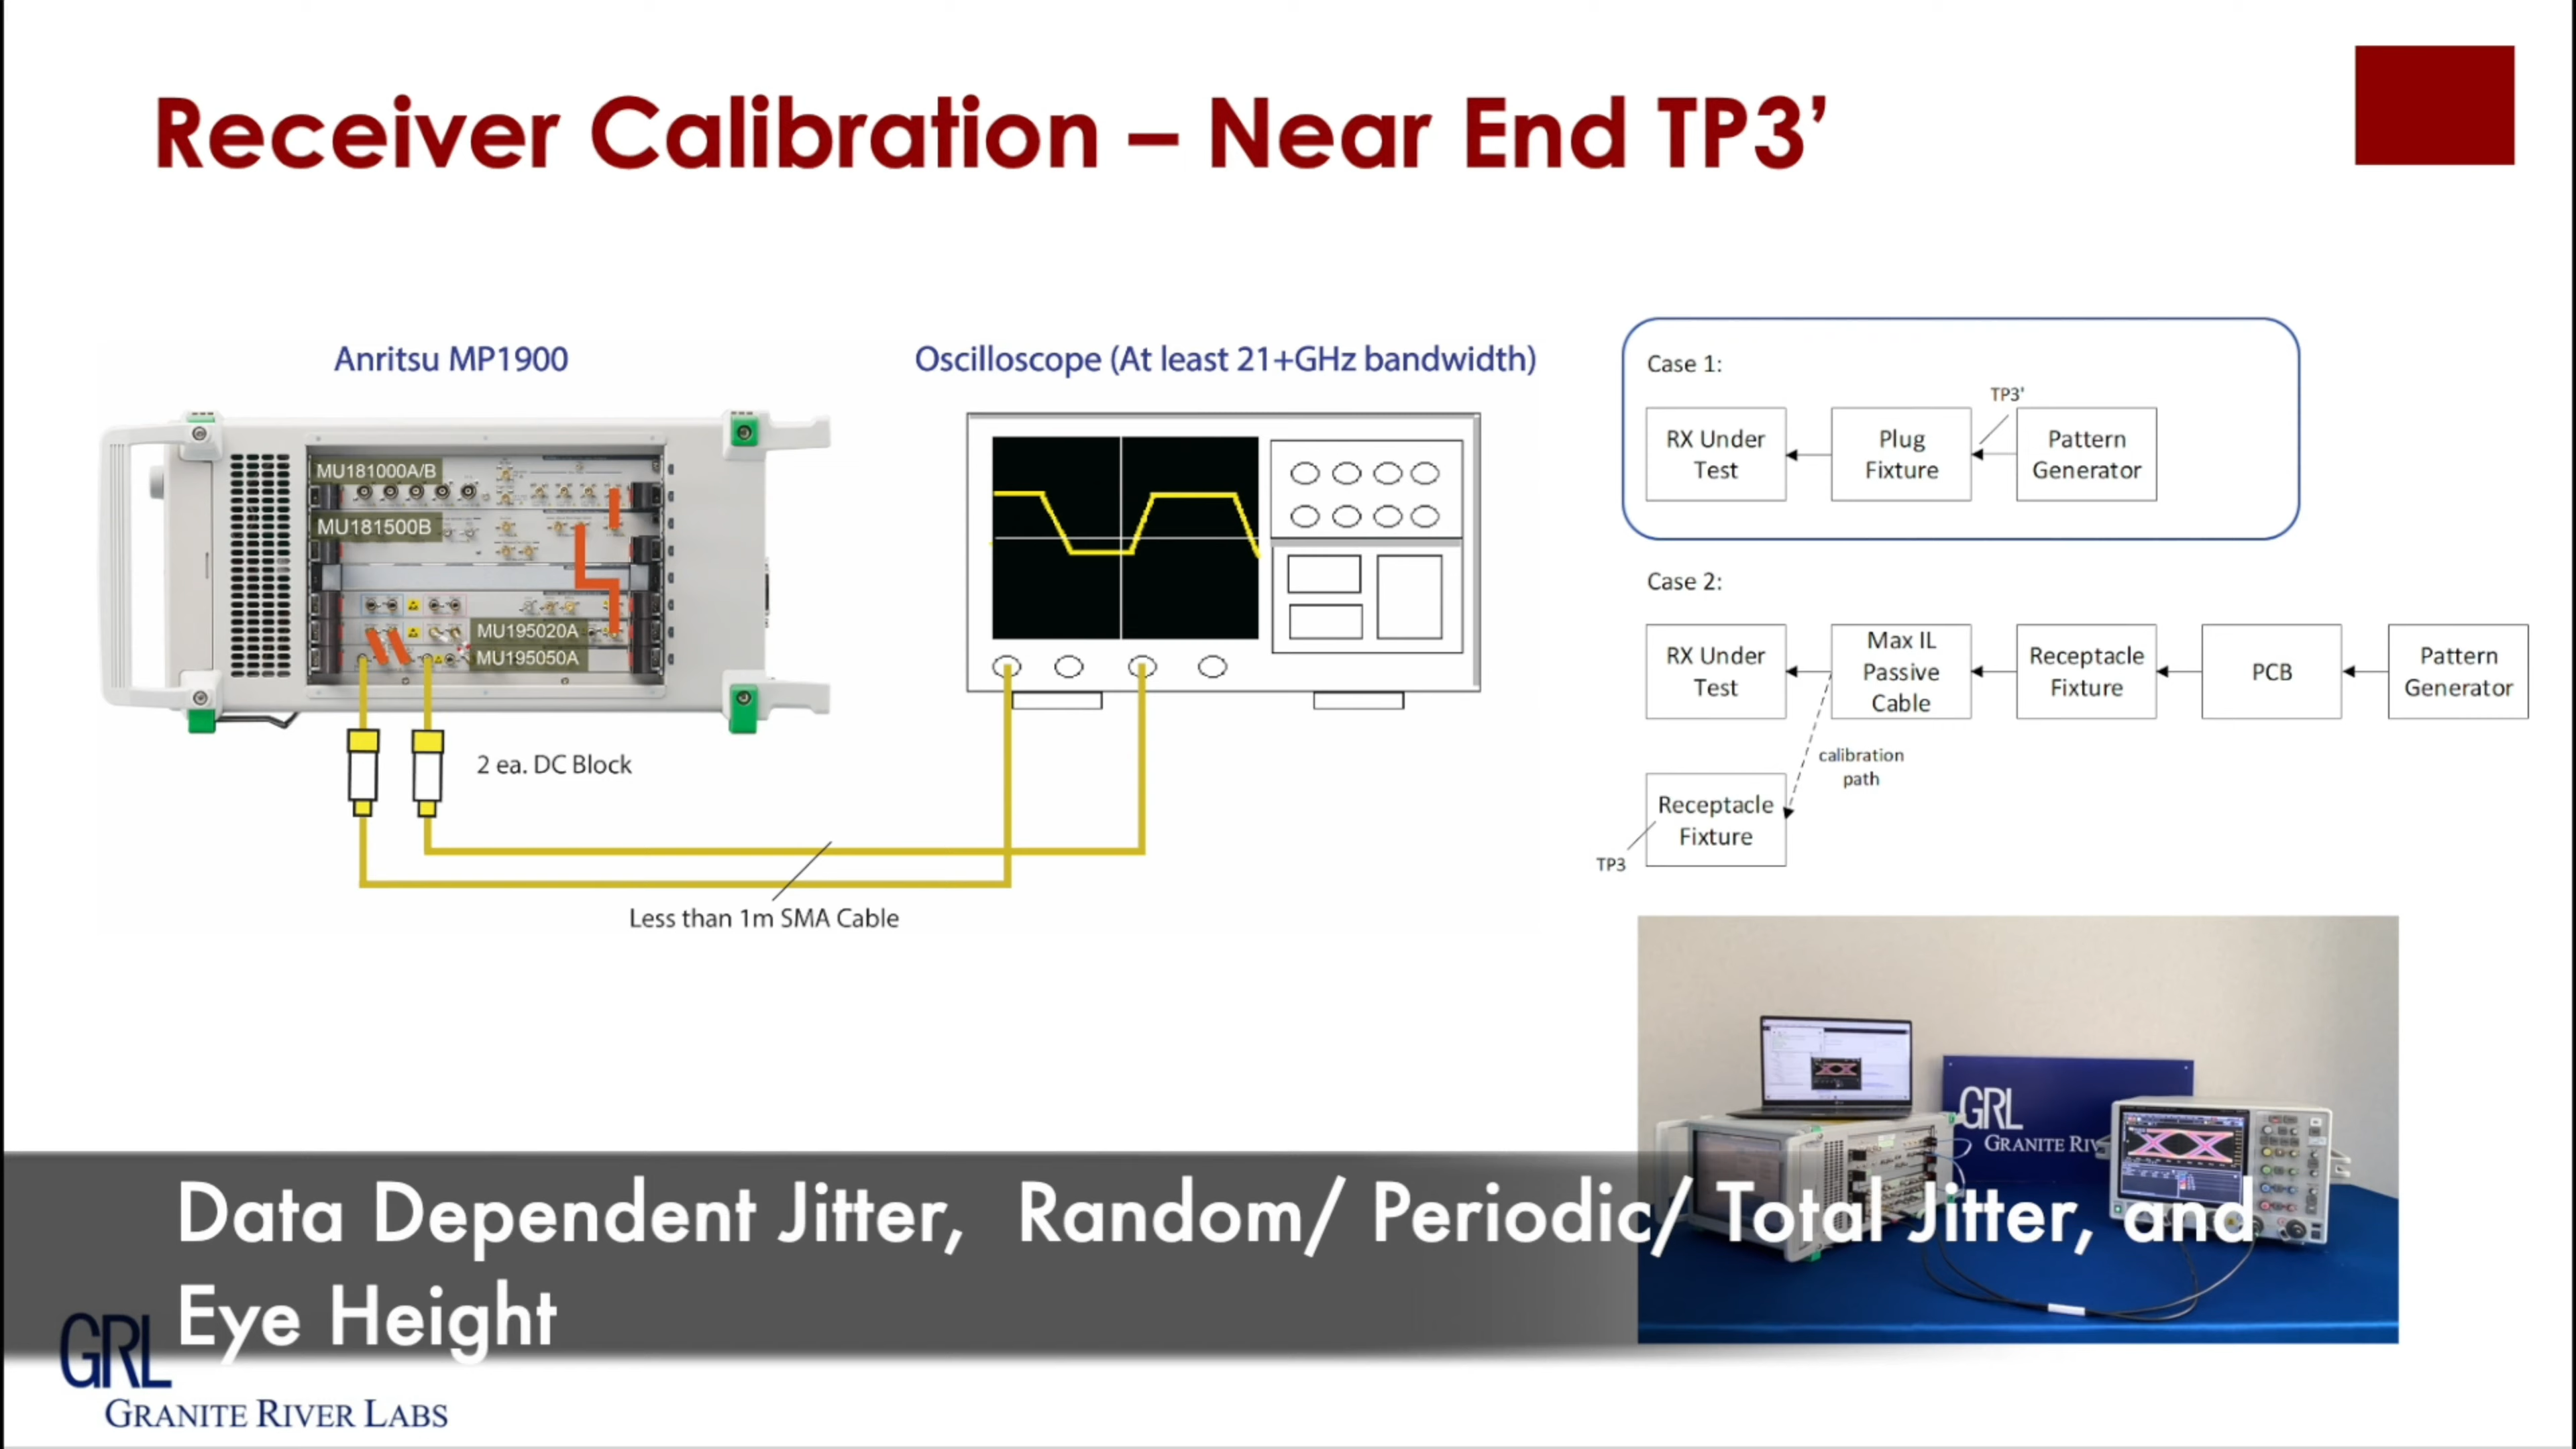 Receiver Calibration – Near End TP3’
Anritsu MP1900
MU181000A/B
MU181500B
MU195020A
MU195050A
2 ea. DC Block
Less than 1m SMA Cable
Oscilloscope (At least 21+GHz bandwidth)
Case 1:
TP3'
RX Under
Test
Plug
Fixture
Pattern
Generator
Case 2:
RX Under
Test
Max IL
Passive
Cable
Receptacle
Fixture
PCB
Pattern
Generator
calibration
path
Receptacle
Fixture
TP3
GRL
GRANITE RIV
Data Dependent Jitter, Random/ Periodic/ Total Jitter, and
Eye Height
GRL
GRANITE RIVER LABS